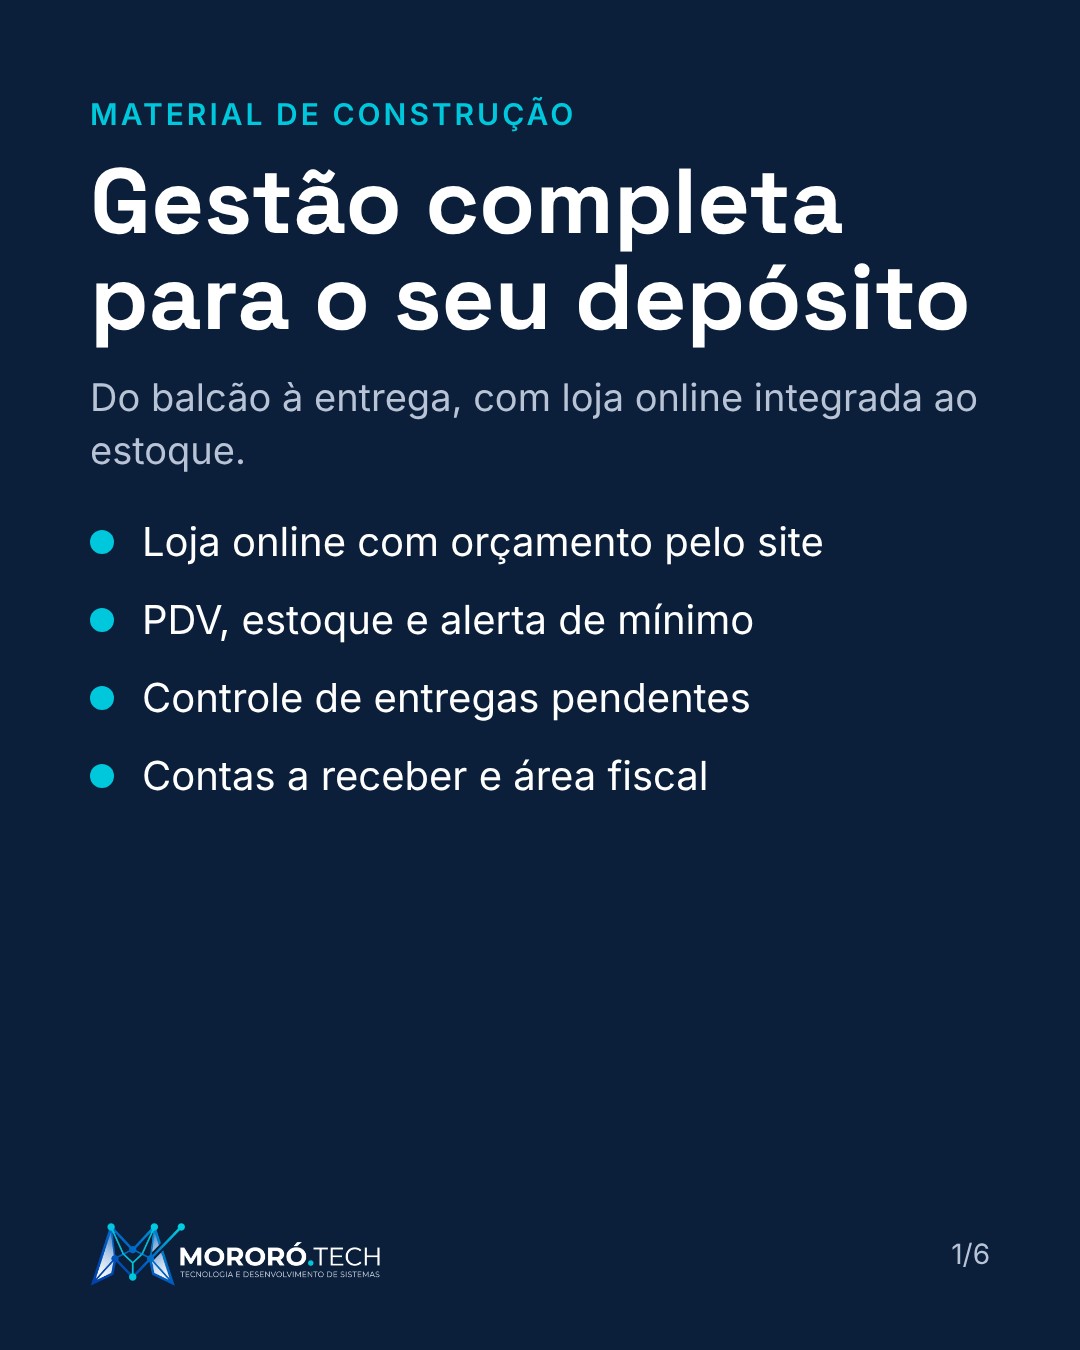 MATERIAL DE CONSTRUÇÃO
Gestão completa
para o seu depósito
Do balcão à entrega, com loja online integrada ao
estoque.
Loja online com orçamento pelo site
PDV, estoque e alerta de mínimo
Controle de entregas pendentes
Contas a receber e área fiscal
MORORÓ.TECH
TECNOLOGIA E DESENVOLVIMENTO DE SISTEMAS
1/6